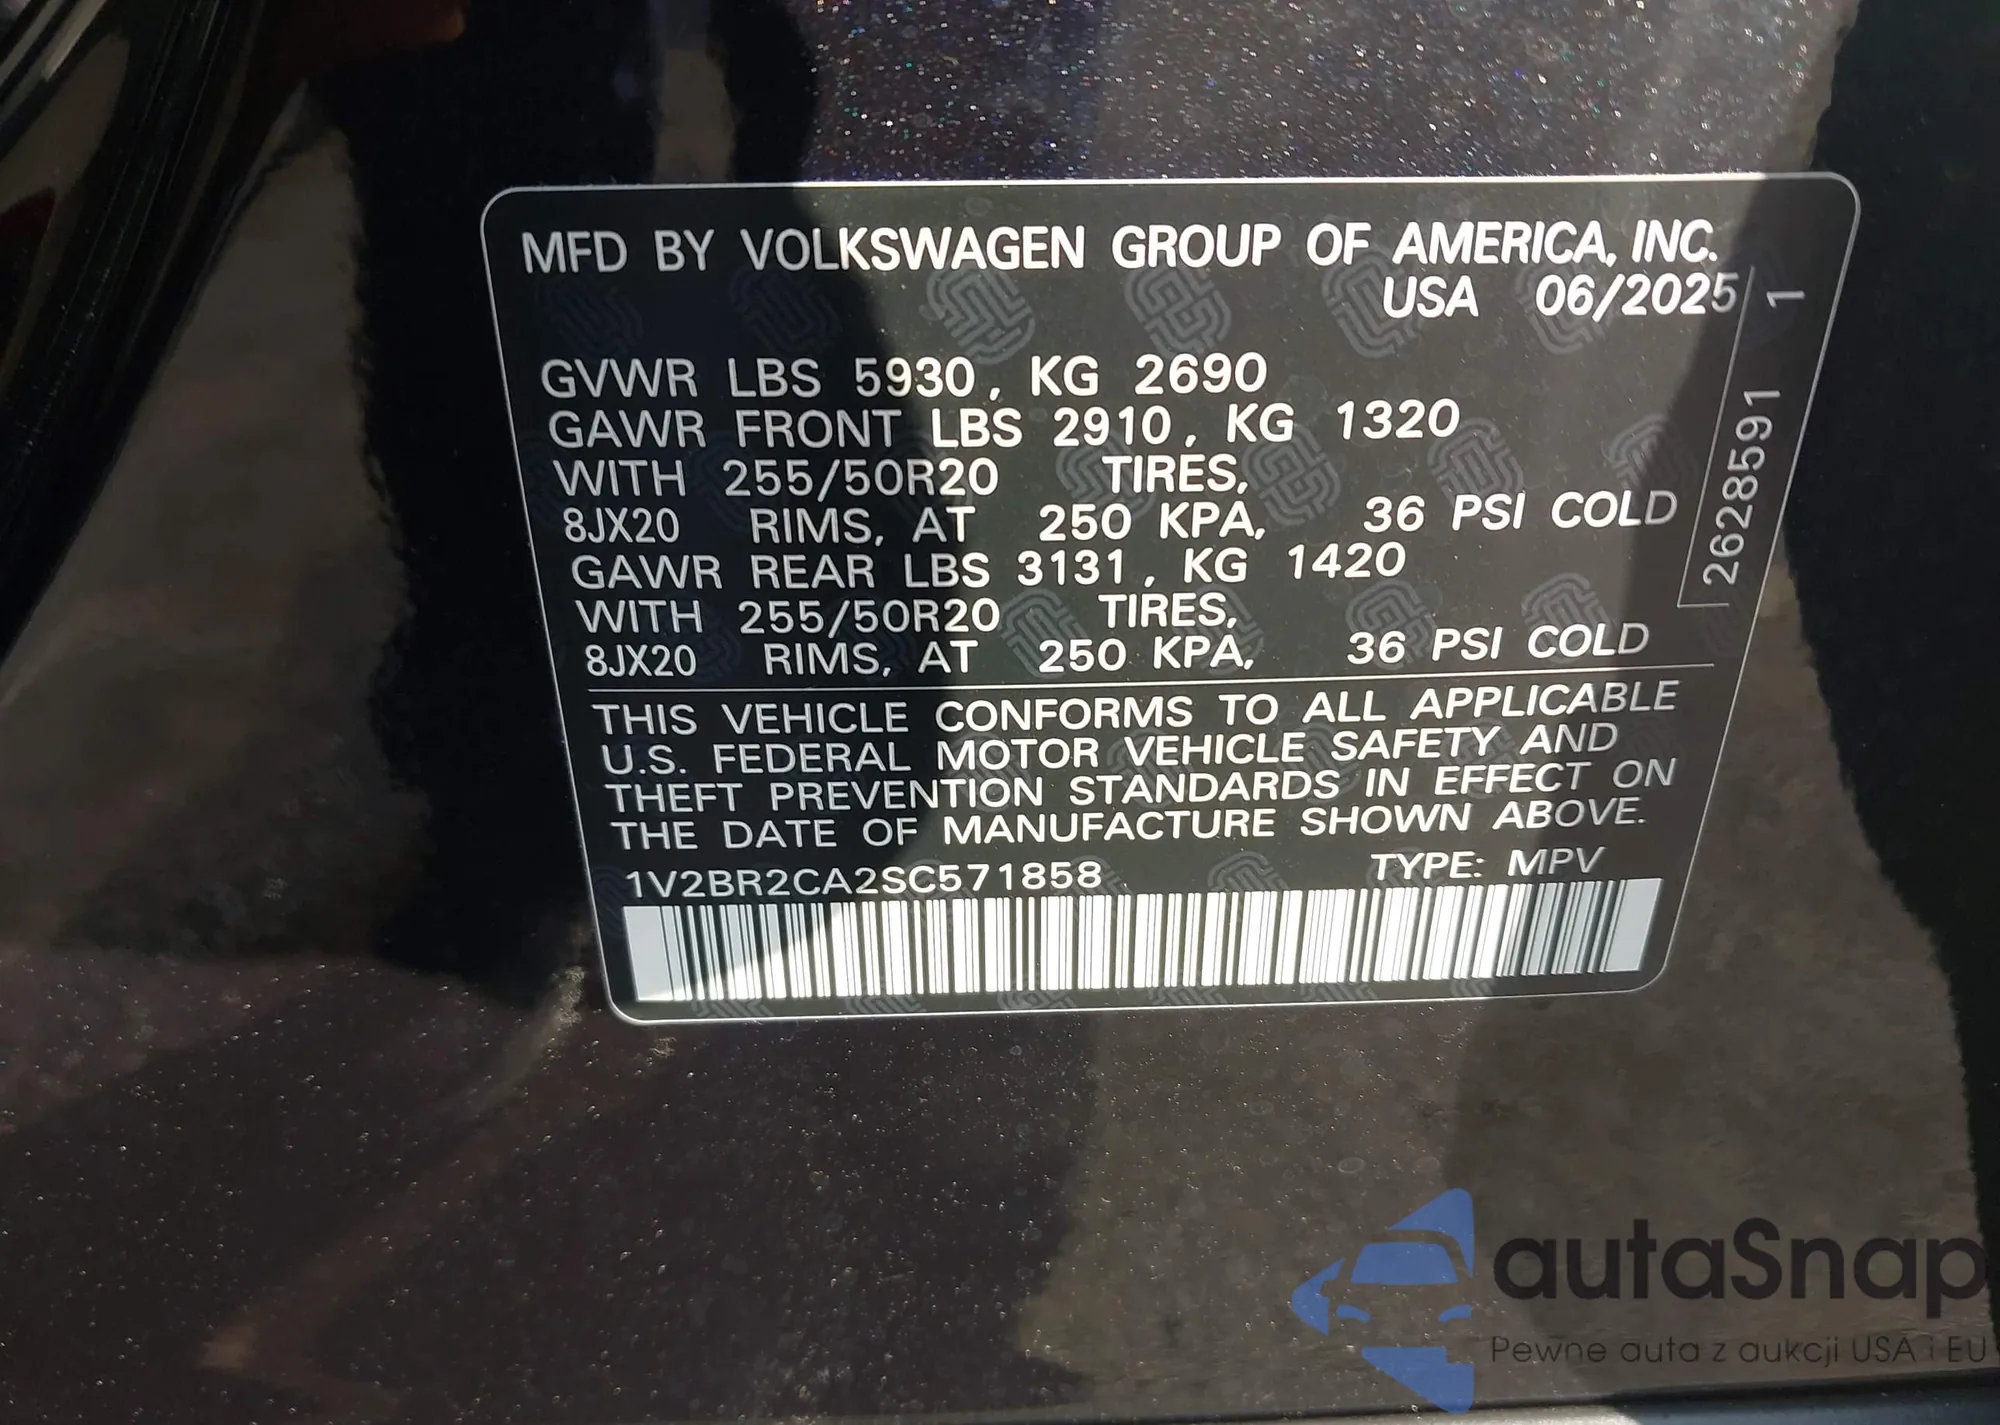 MFD BY VOLKSWAGEN GROUP OF AMERICA, INC.
USA 06/2025
GVWR LBS 5930, KG 2690
GAWR FRONT LBS 2910, KG 1320
WITH 255/50R20 TIRES,
8JX20 RIMS, AT 250 KPA, 36 PSI COLD
GAWR REAR LBS 3131, KG 1420
WITH 255/50R20 TIRES,
8JX20 RIMS, AT 250 KPA, 36 PSI COLD
THIS VEHICLE CONFORMS TO ALL APPLICABLE
U.S. FEDERAL MOTOR VEHICLE SAFETY AND
THEFT PREVENTION STANDARDS IN EFFECT ON
THE DATE OF MANUFACTURE SHOWN ABOVE.
1V2BR2CA2SC571858 TYPE: MPV
2628591 1
autaSnap
Pewne auta z aukcji USA i EU